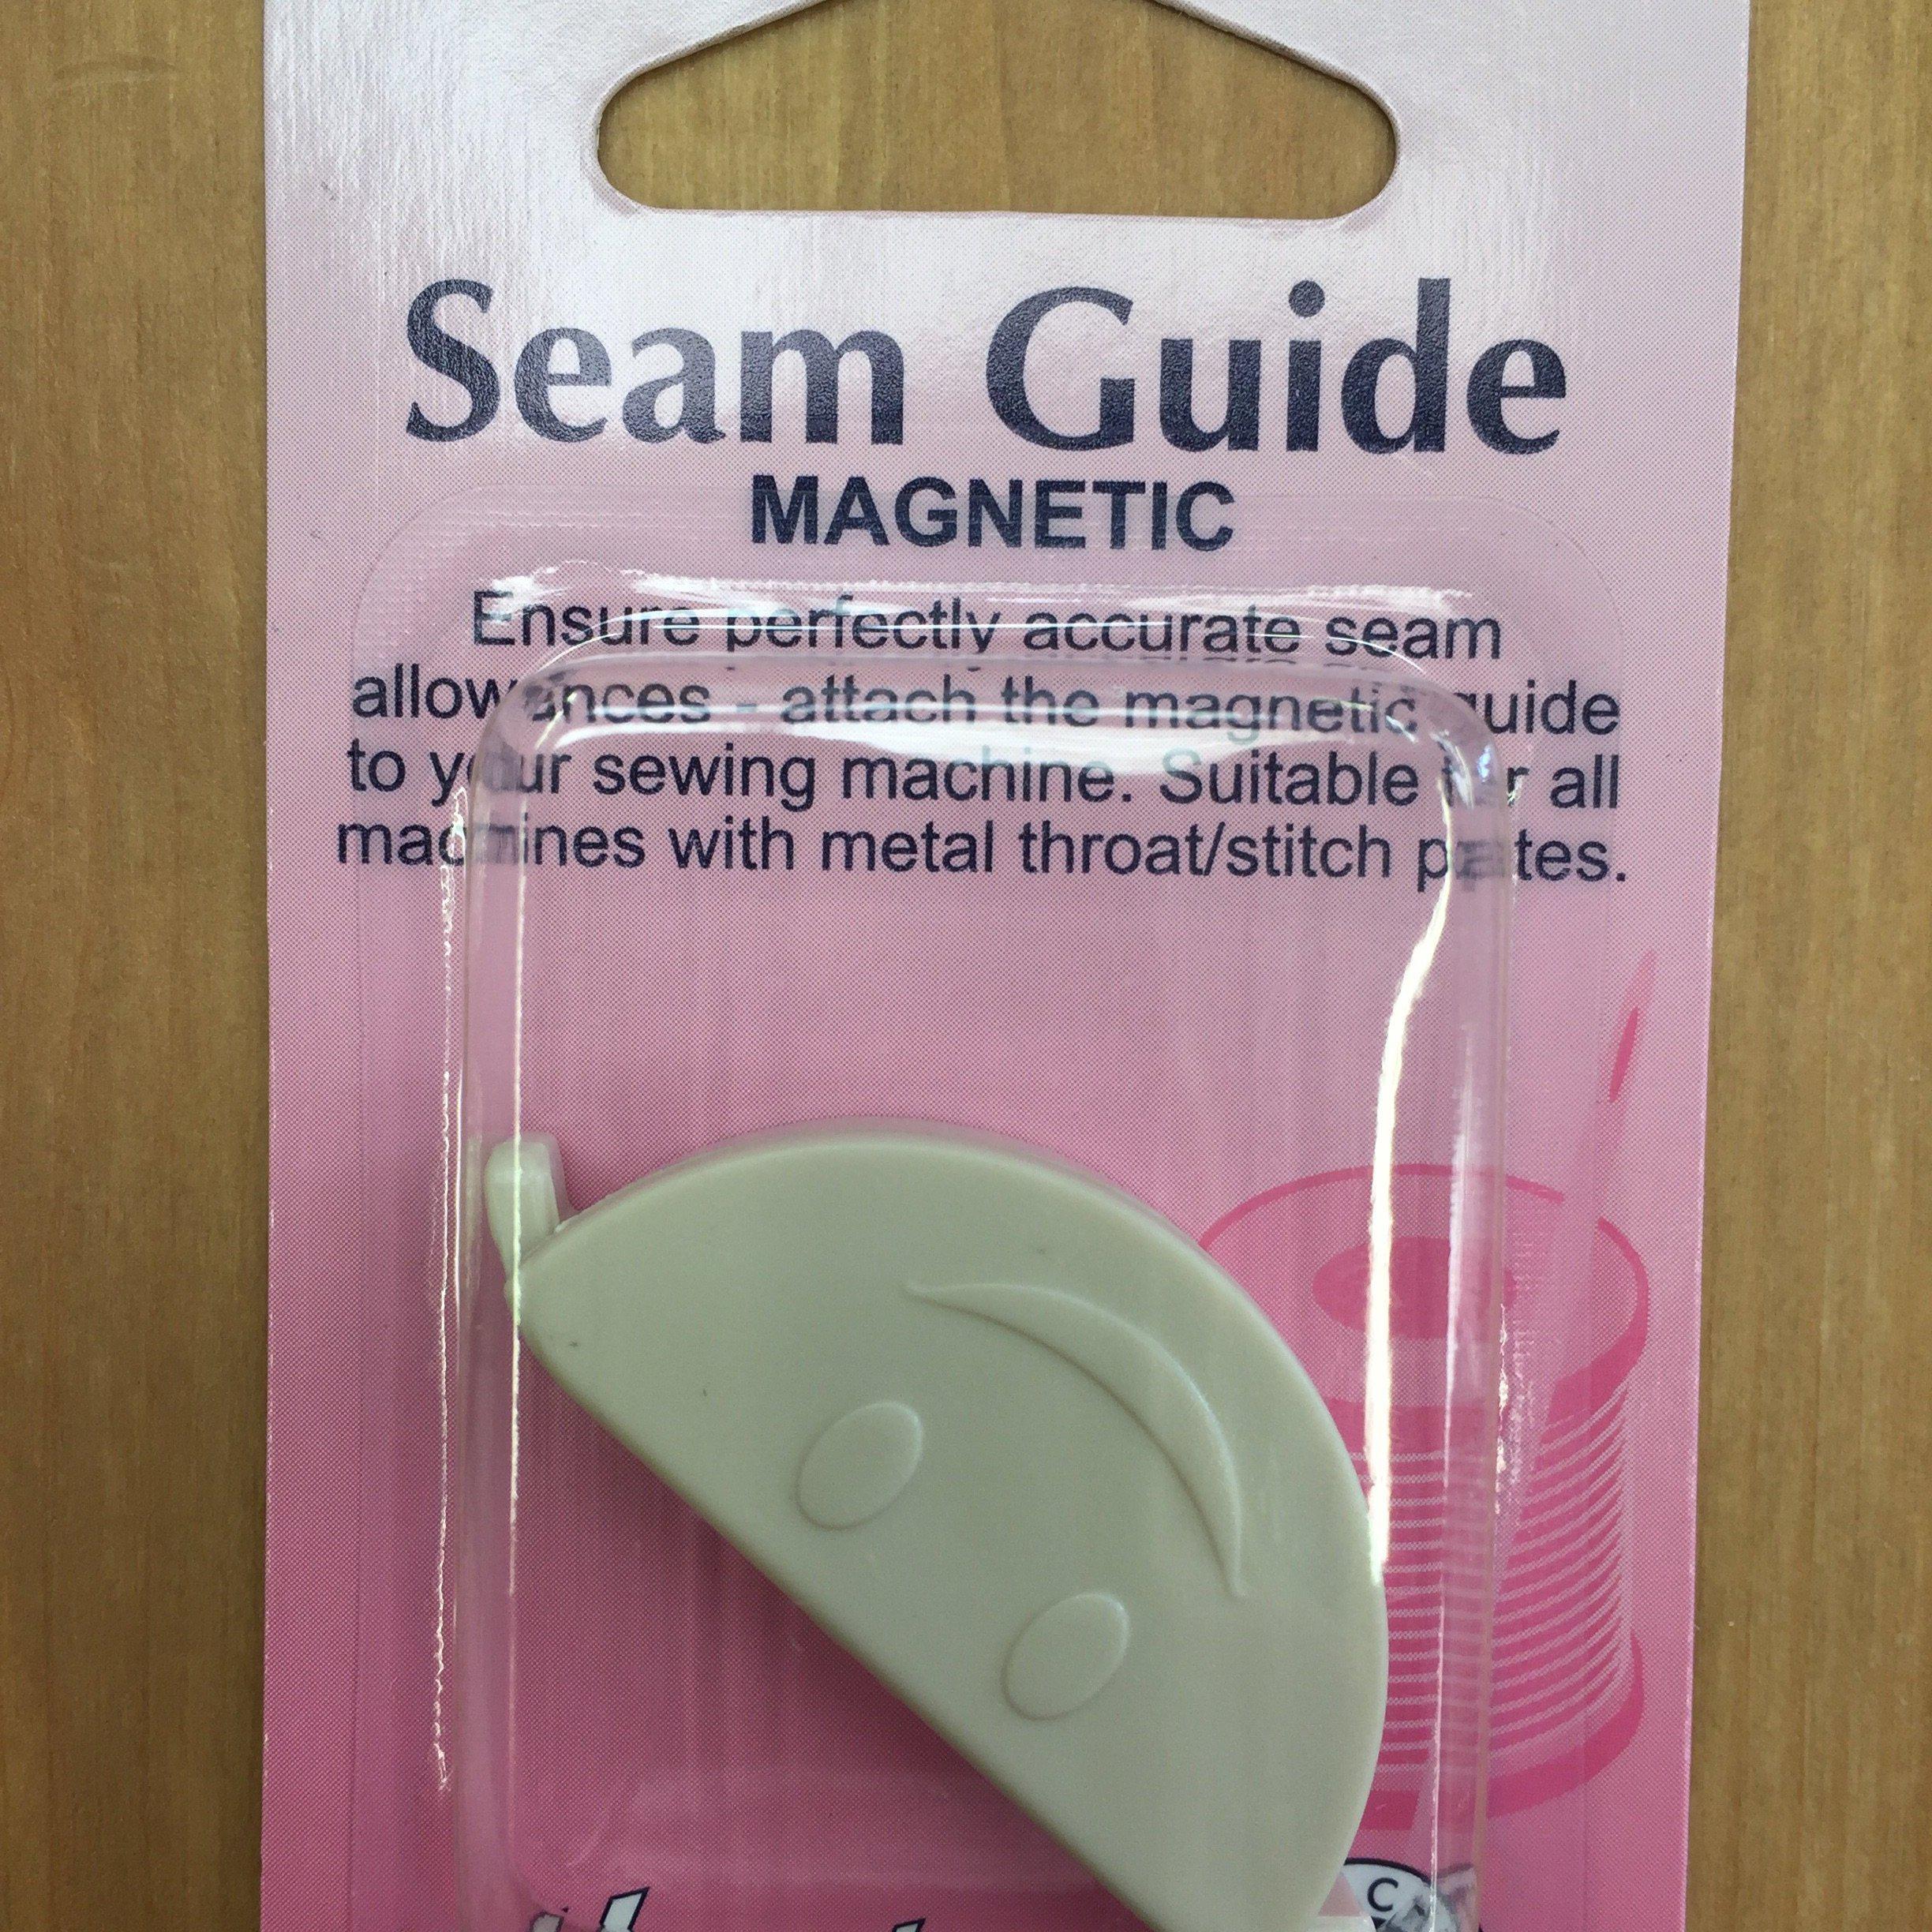 Seam Guide
MAGNETIC
Ensure perfectly accurate seam
allowances - attach the magnetic guide
to your sewing machine. Suitable for all
machines with metal throat/stitch plates.
C